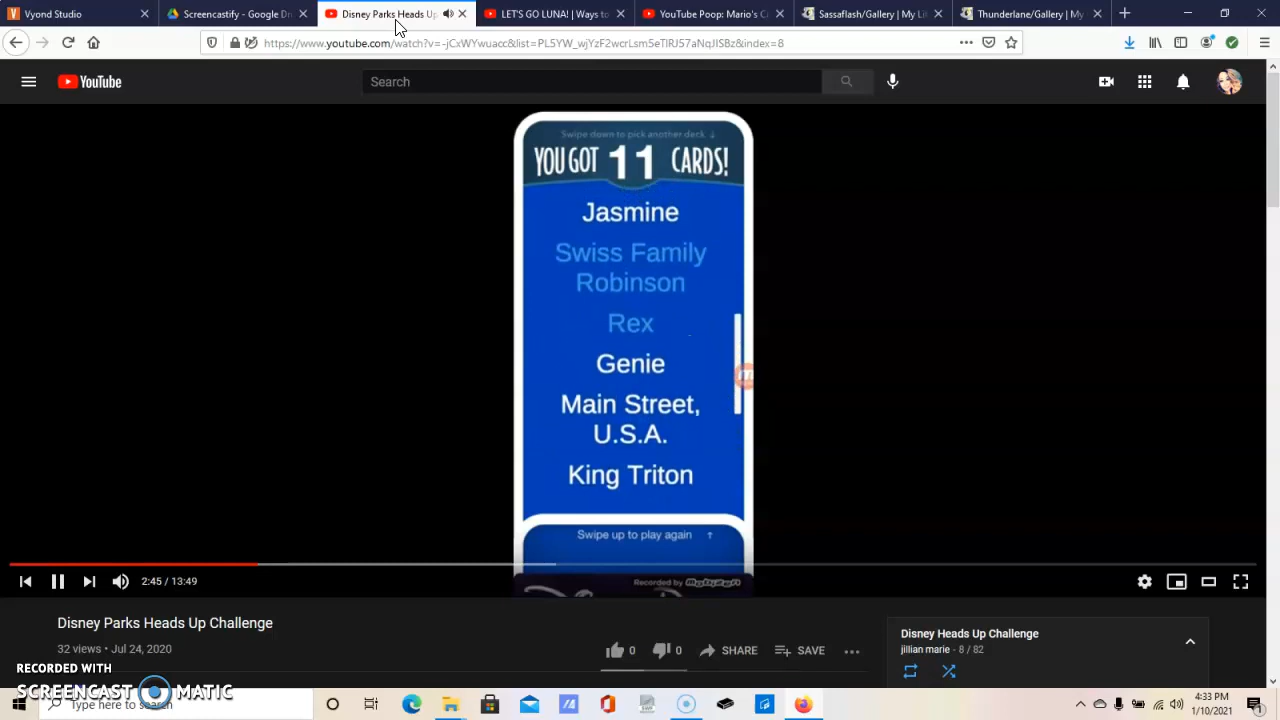 Vyond Studio
Screencastify - Google Dr
Disney Parks Heads Up
LET'S GO LUNA! | Ways to
YouTube Poop: Mario's C
Sassaflash/Gallery | My Lit
Thunderlane/Gallery | My
https://www.youtube.com/watch?v=-jCxWYwuacc&list=PL5YW_wjYzF2wcrLsm5eTlRJ57aNqJISBz&index=8
YouTube
Search
Swipe down to pick another deck ↓
YOU GOT 11 CARDS!
Jasmine
Swiss Family
Robinson
Rex
Genie
Main Street,
U.S.A.
King Triton
Swipe up to play again ↑
Recorded by
2:45 / 13:49
Disney Parks Heads Up Challenge
32 views • Jul 24, 2020
0
0
SHARE
SAVE
Disney Heads Up Challenge
jillian marie - 8 / 82
RECORDED WITH
SCREENCAST MATIC
Type here to search
4:33 PM
1/10/2021